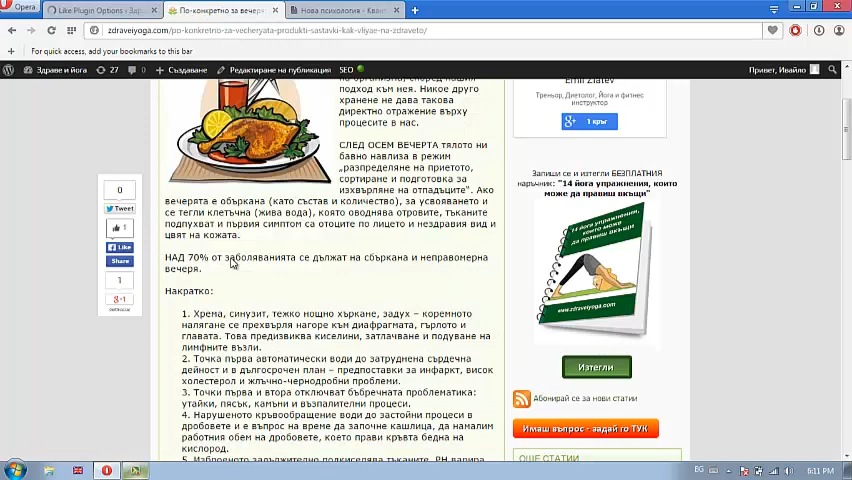 Opera
Like Plugin Options - Зар
По-конкретно за вечеря
Нова психология - Квант
zdraveiyoga.com/po-konkretno-za-vecheryata-produkti-sastavki-kak-vliyae-na-zdraveto/
For quick access, add your bookmarks to this bar
Здраве и йога
27
0
Създаване
Редактиране на публикация
SEO
Привет, Ивайло
подход към нея. Никое друго
хранене не дава такова
директно отражение върху
процесите в нас.
СЛЕД ОСЕМ ВЕЧЕРТА тялото ни
бавно навлиза в режим
„разпределяне на приетото,
сортиране и подготовка за
изхвърляне на отпадъците". Ако
вечерята е объркана (като състав и количество), за усвояването и
се тегли клетъчна (жива вода), която оводнява отровите, тъканите
подпухват и първия симптом са отоците по лицето и нездравия вид и
цвят на кожата.
НАД 70% от заболяванията се дължат на сбъркана и неправомерна
вечеря.
Накратко:
1. Хрема, синузит, тежко нощно хъркане, задух – коремното
налягане се прехвърля нагоре към диафрагмата, гърлото и
главата. Това предизвиква киселини, затлачване и подуване на
лимфните възли.
2. Точка първа автоматически води до затруднена сърдечна
дейност и в дългосрочен план – предпоставки за инфаркт, висок
холестерол и жлъчно-чернодробни проблеми.
3. Точки първа и втора отключват бъбречната проблематика:
утайки, пясък, камъни и възпалителни процеси.
4. Нарушеното кръвообращение води до застойни процеси в
дробовете и е въпрос на време да започне кашлица, да намалим
работния обем на дробовете, което прави кръвта бедна на
кислород.
5. Изброеното задължително подкиселява тъканите. PH варира
0
Tweet
1
Like
Share
1
g+1
Emil Zlatev
Треньор, Диетолог, Йога и фитнес
инструктор
g+ 1 кръг
Запиши се и изтегли БЕЗПЛАТНИЯ
наръчник: "14 йога упражнения, които
може да правиш вкъщи"
14 йога упражнения,
които може
да правиш вкъщи
www.zdraveiyoga.com
Изтегли
Абонирай се за нови статии
Имаш въпрос - задай го ТУК
ОЩЕ СТАТИИ
BG
6:11 PM